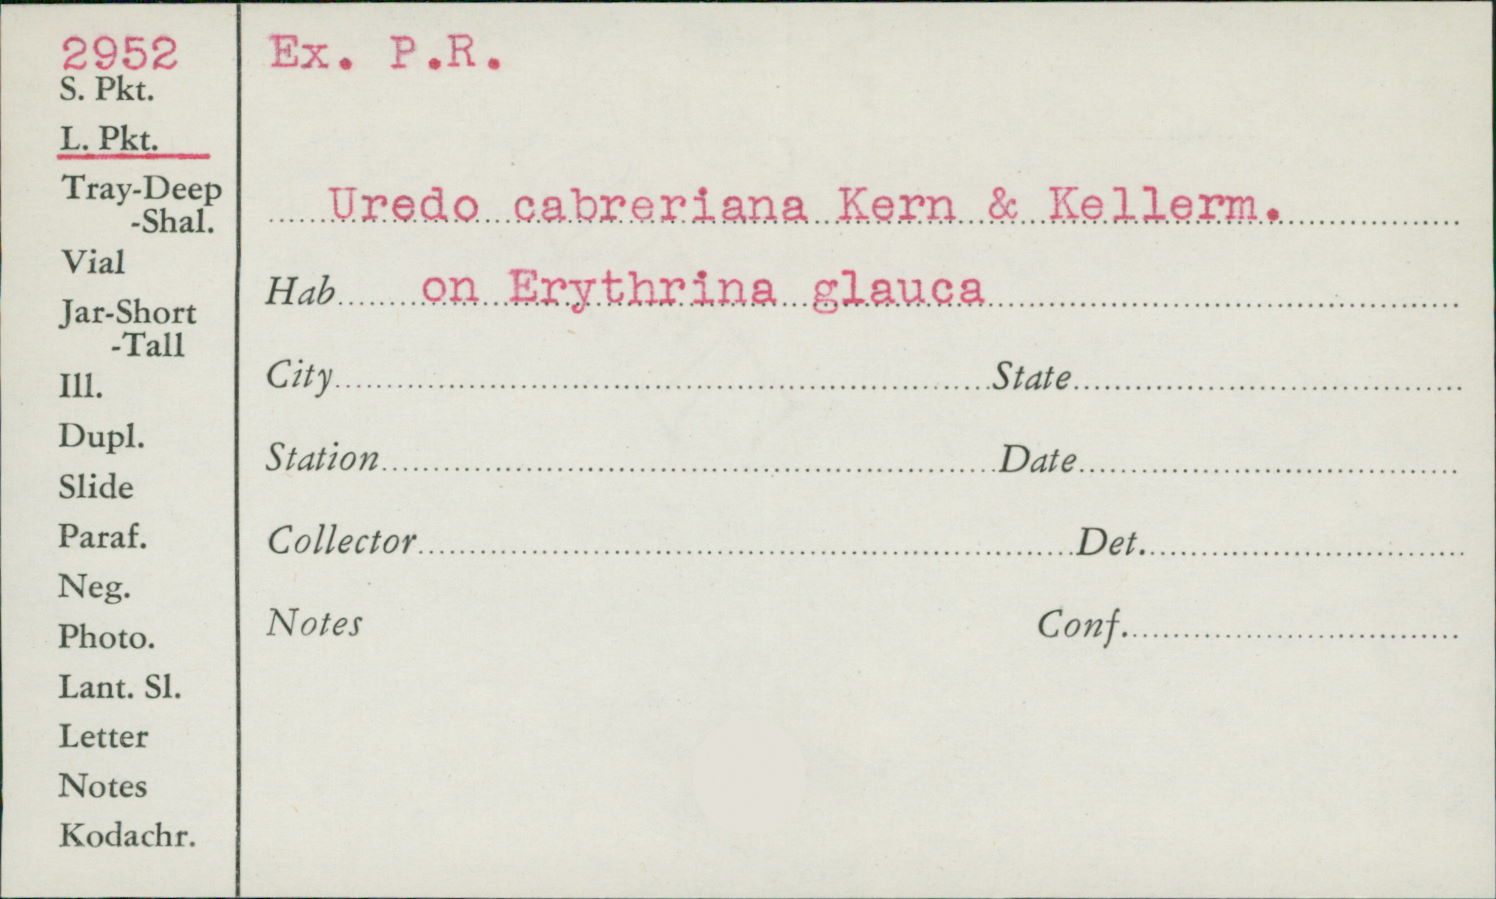 2952
S. Pkt.
L. Pkt.
Tray-Deep
-Shal.
Vial
Jar-Short
-Tall
Ill.
Dupl.
Slide
Paraf.
Neg.
Photo.
Lant. Sl.
Letter
Notes
Kodachr.
Ex. P.R.
Uredo cabreriana Kern & Kellerm.
Hab on Erythrina glauca
City State
Station Date
Collector Det.
Notes Conf.